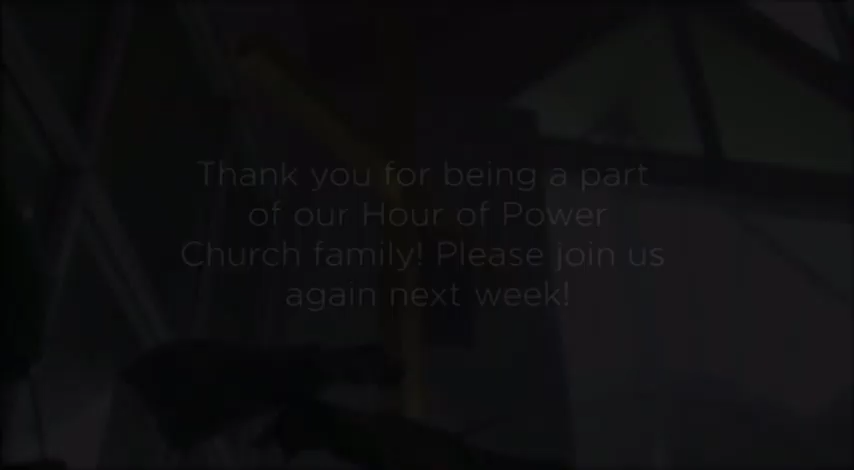 Thank you for being a part
of our Hour of Power
Church family! Please join us
again next week!